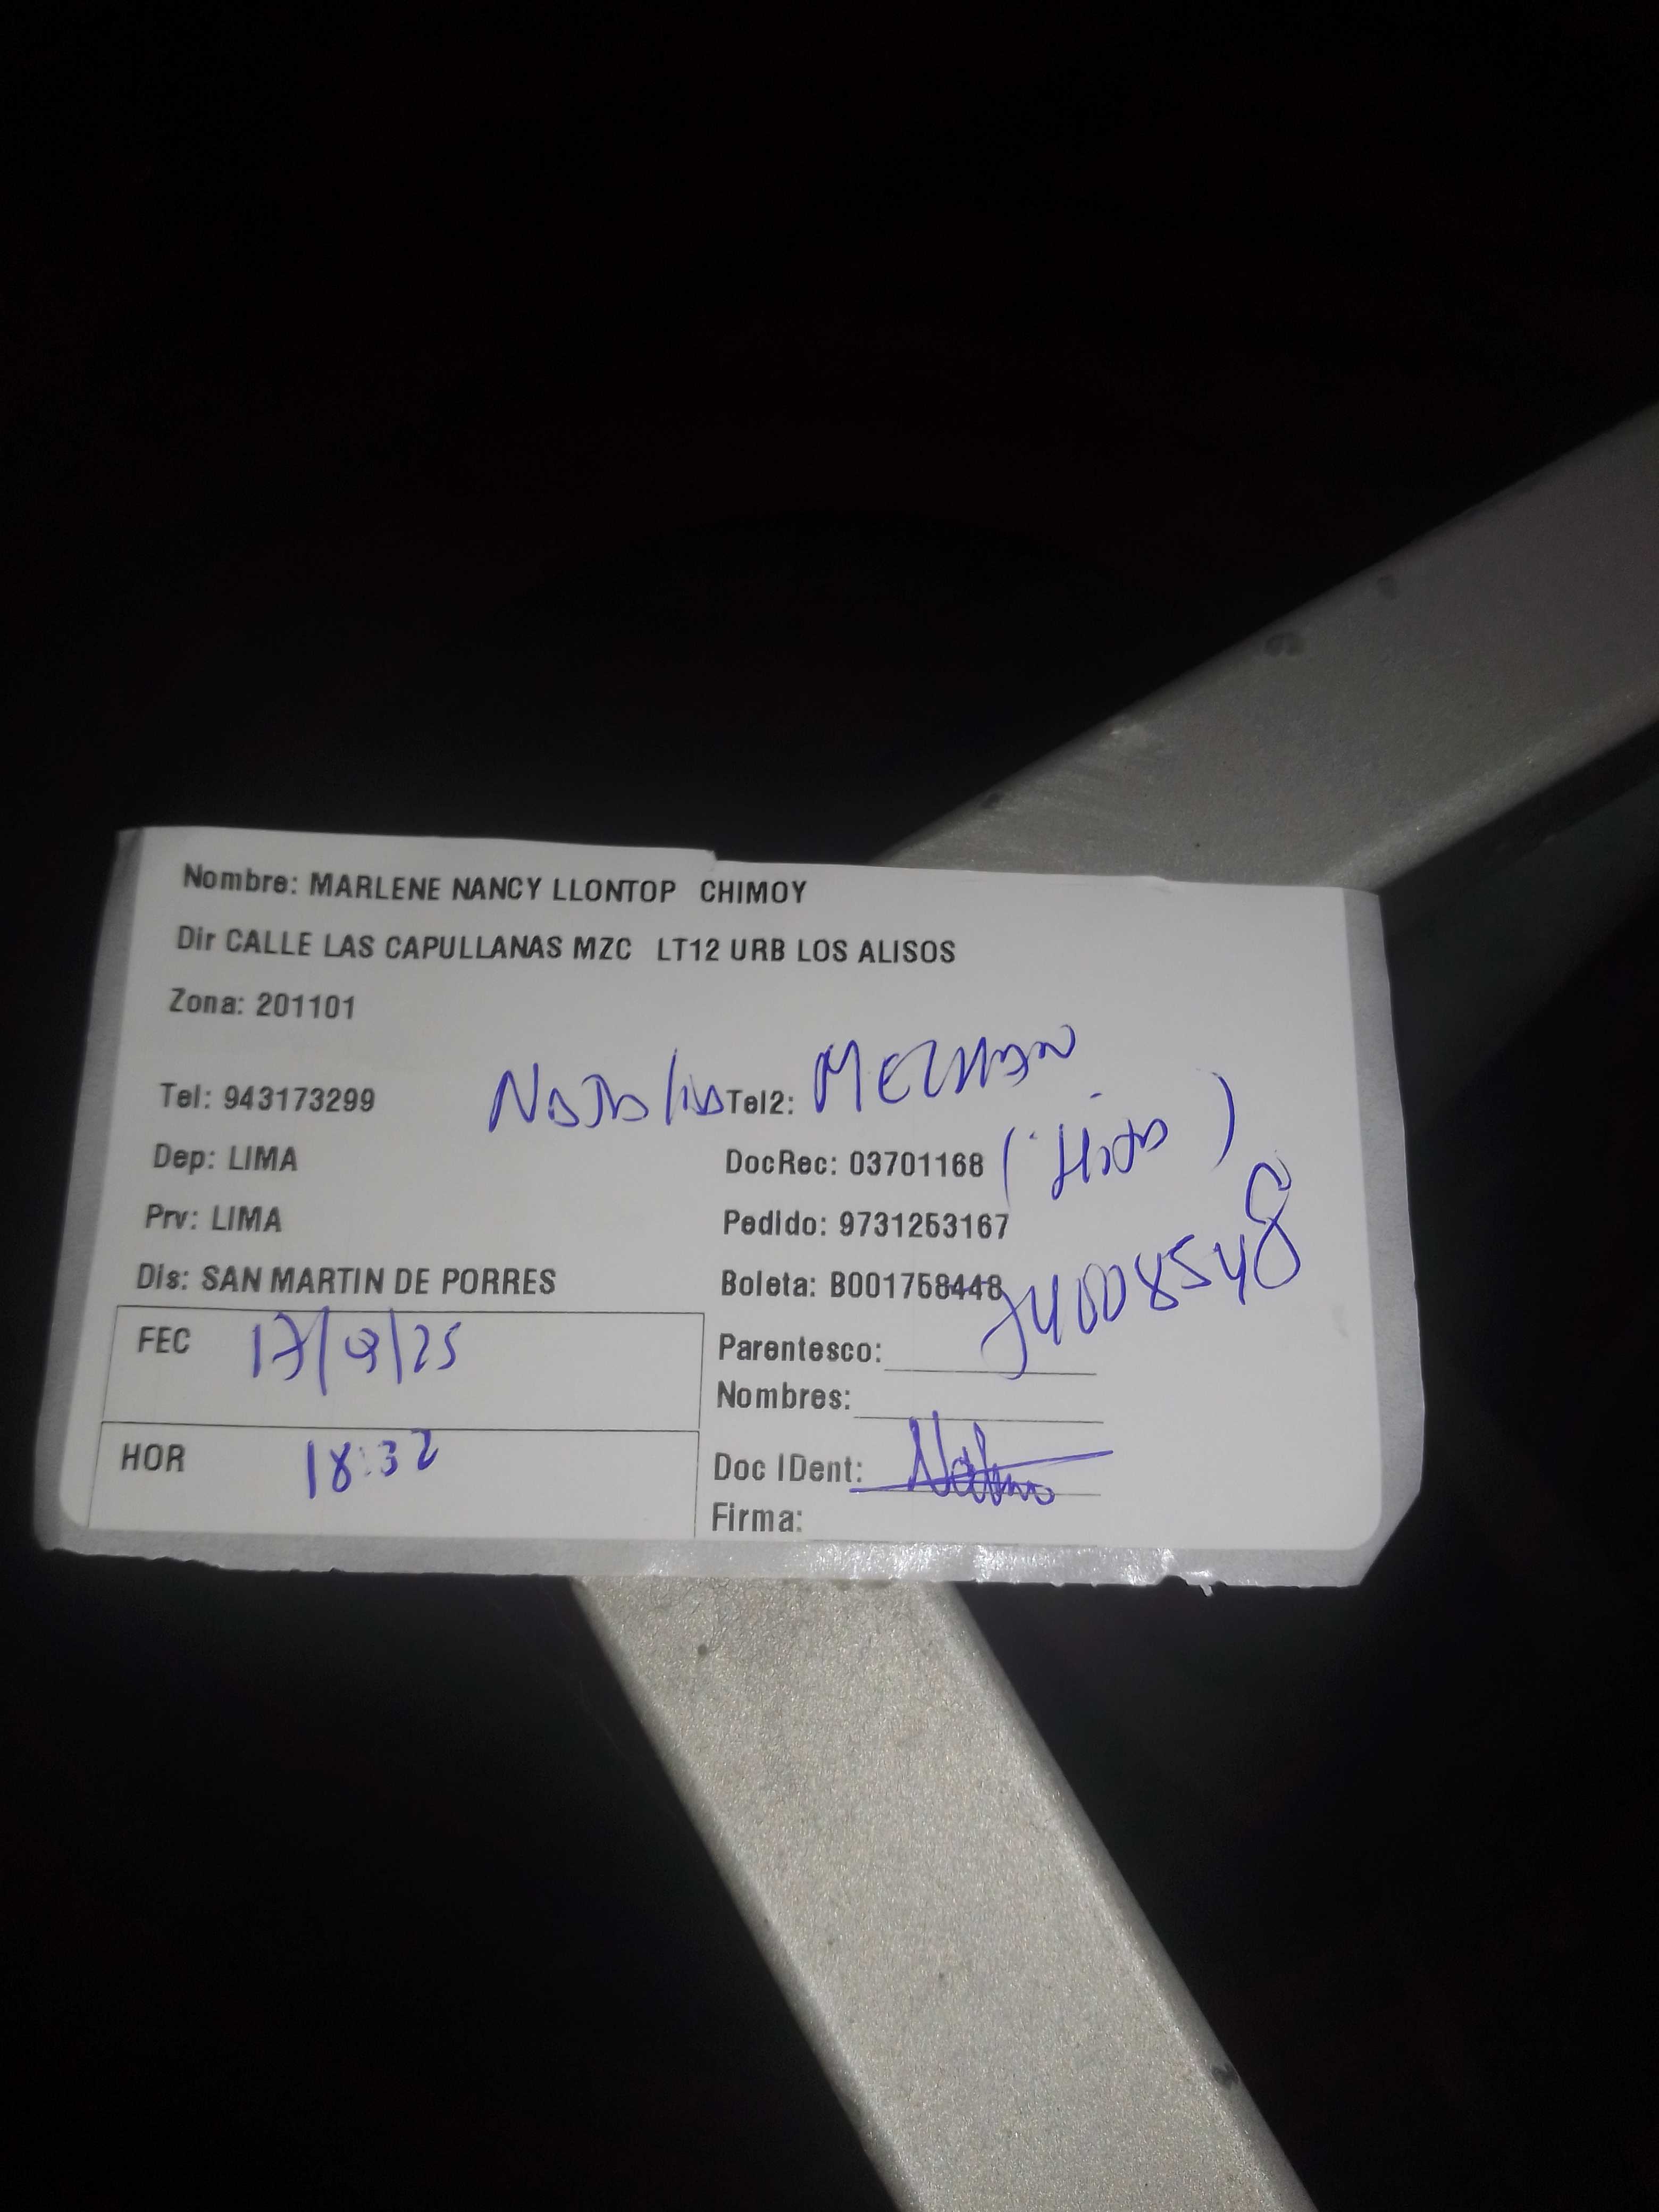 Nombre: MARLENE NANCY LLONTOP CHIMOY
Dir CALLE LAS CAPULLANAS MZC LT12 URB LOS ALISOS
Zona: 201101
Tel: 943173299 Tel2:
Dep: LIMA DocRec: 03701168
Prv: LIMA Pedido: 9731253167
Dis: SAN MARTIN DE PORRES Boleta: B001758448
74008548
FEC 17/9/25 Parentesco:
Nombres:
HOR 18:32 Doc IDent:
Firma: